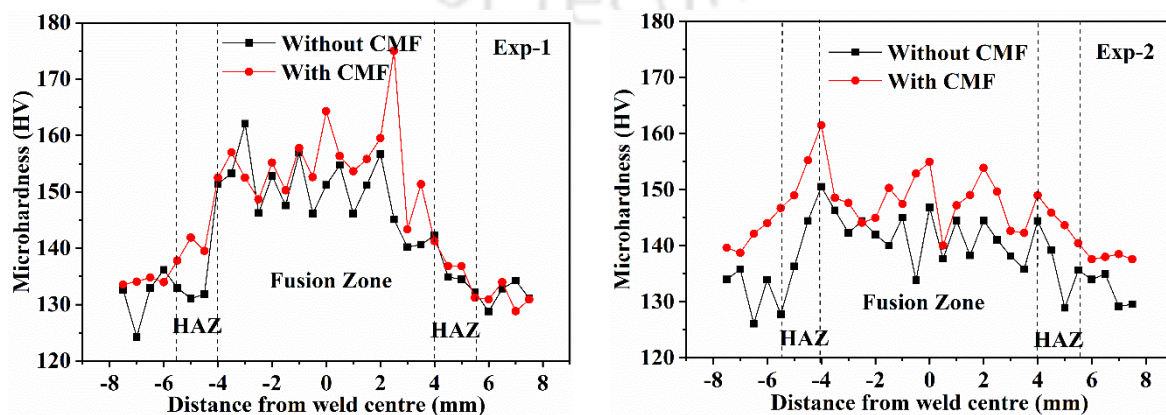 180
170
160
150
140
130
120
Microhardness (HV)
Without CMF
With CMF
Exp-1
Fusion Zone
HAZ
HAZ
-8 -6 -4 -2 0 2 4 6 8
Distance from weld centre (mm)
180
170
160
150
140
130
120
Microhardness (HV)
Without CMF
With CMF
Exp-2
Fusion Zone
HAZ
HAZ
-8 -6 -4 -2 0 2 4 6 8
Distance from weld centre (mm)